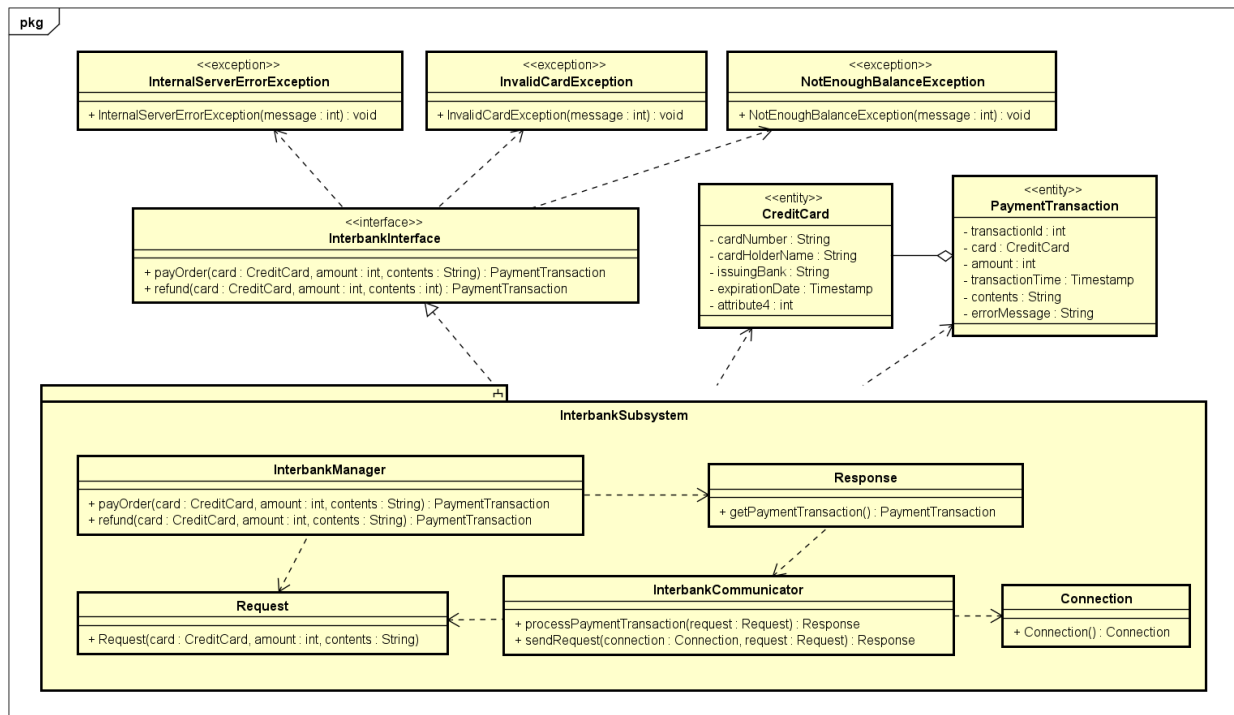 pkg
<<exception>>
InternalServerErrorException
+ InternalServerErrorException(message : int) : void
<<exception>>
InvalidCardException
+ InvalidCardException(message : int) : void
<<exception>>
NotEnoughBalanceException
+ NotEnoughBalanceException(message : int) : void
<<interface>>
InterbankInterface
+ payOrder(card : CreditCard, amount : int, contents : String) : PaymentTransaction
+ refund(card : CreditCard, amount : int, contents : int) : PaymentTransaction
<<entity>>
CreditCard
- cardNumber : String
- cardHolderName : String
- issuingBank : String
- expirationDate : Timestamp
- attribute4 : int
<<entity>>
PaymentTransaction
- transactionId : int
- card : CreditCard
- amount : int
- transactionTime : Timestamp
- contents : String
- errorMessage : String
InterbankSubsystem
InterbankManager
+ payOrder(card : CreditCard, amount : int, contents : String) : PaymentTransaction
+ refund(card : CreditCard, amount : int, contents : String) : PaymentTransaction
Response
+ getPaymentTransaction() : PaymentTransaction
Request
+ Request(card : CreditCard, amount : int, contents : String)
InterbankCommunicator
+ processPaymentTransaction(request : Request) : Response
+ sendRequest(connection : Connection, request : Request) : Response
Connection
+ Connection() : Connection